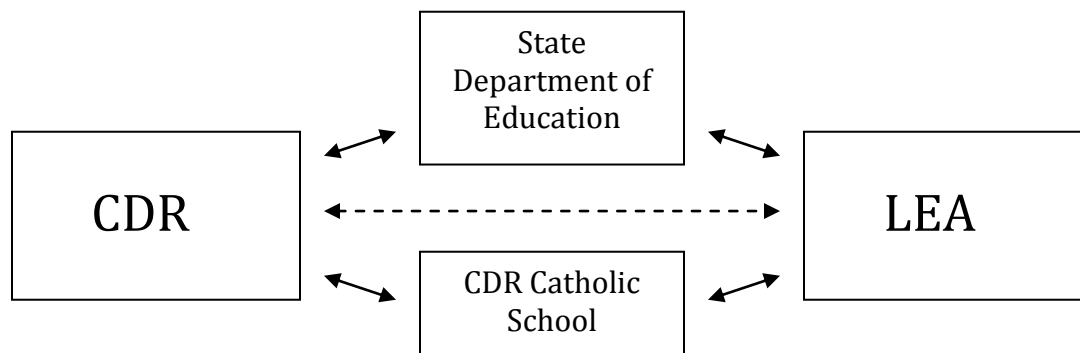 State
Department of
Education
CDR
LEA
CDR Catholic
School